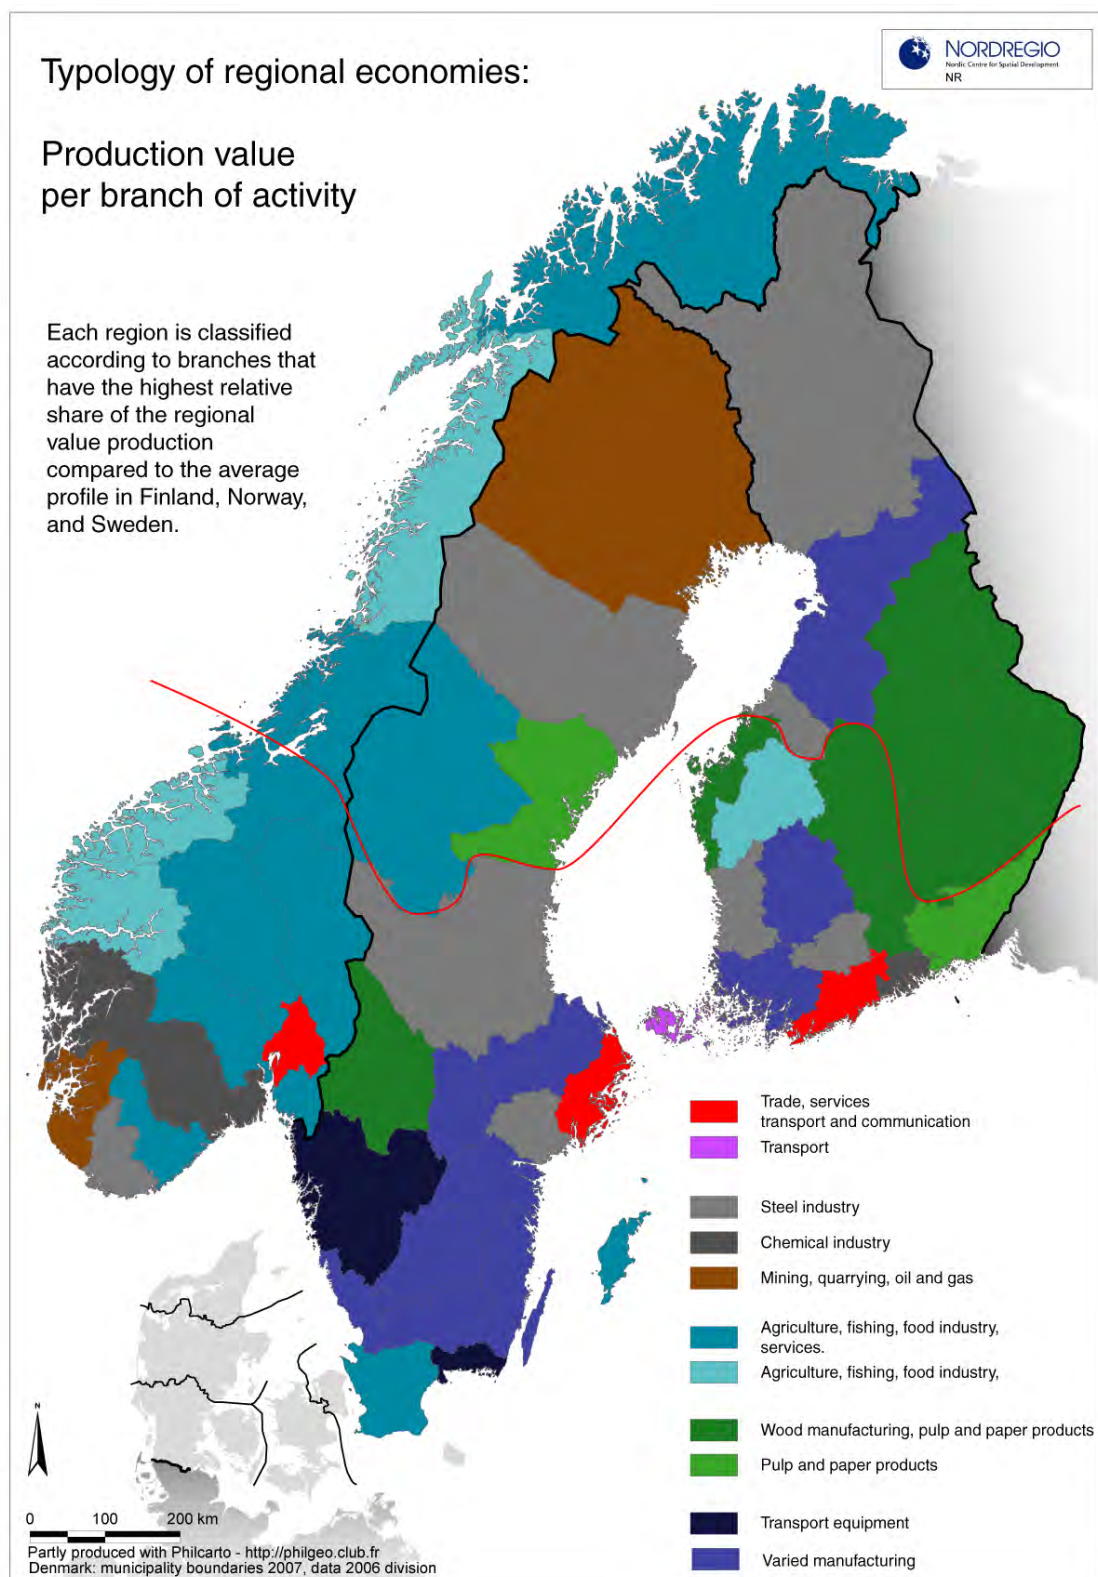 Typology of regional economies:
Production value
per branch of activity
NORDREGIO
Nordic Centre for Spatial Development
NR
Each region is classified
according to branches that
have the highest relative
share of the regional
value production
compared to the average
profile in Finland, Norway,
and Sweden.
Trade, services
transport and communication
Transport
Steel industry
Chemical industry
Mining, quarrying, oil and gas
Agriculture, fishing, food industry,
services.
Agriculture, fishing, food industry,
Wood manufacturing, pulp and paper products
Pulp and paper products
Transport equipment
Varied manufacturing
N
0 100 200 km
Partly produced with Philcarto - http://philgeo.club.fr
Denmark: municipality boundaries 2007, data 2006 division